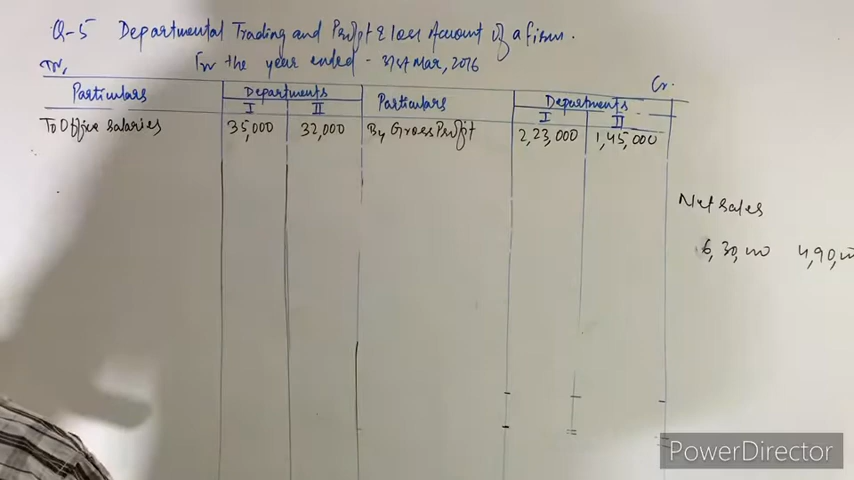 Q-5 Departmental Trading and Profit & loss Account of a firm.
Dr. For the year ended - 31st Mar, 2016
Cr.
Particulars Departments Particulars Departments
I II I II
To Office salaries 35,000 32,000 By Gross Profit 2,23,000 1,45,000
Net sales
6,30,000 4,90,00
PowerDirector